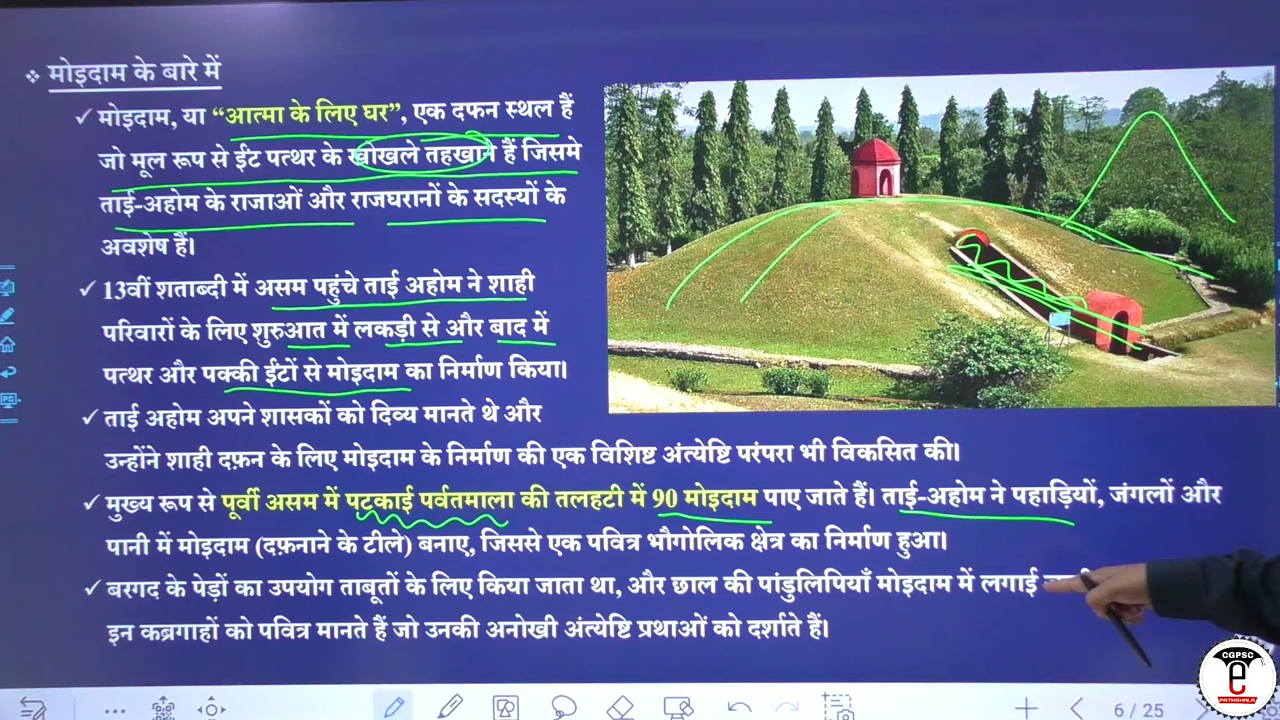 ❖ मोइदाम के बारे में
✓ मोइदाम, या “आत्मा के लिए घर”, एक दफन स्थल हैं
जो मूल रूप से ईंट पत्थर के खोखले तहखाने हैं जिसमे
ताई-अहोम के राजाओं और राजघरानों के सदस्यों के
अवशेष हैं।
✓ 13वीं शताब्दी में असम पहुंचे ताई अहोम ने शाही
परिवारों के लिए शुरुआत में लकड़ी से और बाद में
पत्थर और पक्की ईंटों से मोइदाम का निर्माण किया।
✓ ताई अहोम अपने शासकों को दिव्य मानते थे और
उन्होंने शाही दफ़न के लिए मोइदाम के निर्माण की एक विशिष्ट अंत्येष्टि परंपरा भी विकसित की।
✓ मुख्य रूप से पूर्वी असम में पटकाई पर्वतमाला की तलहटी में 90 मोइदाम पाए जाते हैं। ताई-अहोम ने पहाड़ियों, जंगलों और
पानी में मोइदाम (दफ़नाने के टीले) बनाए, जिससे एक पवित्र भौगोलिक क्षेत्र का निर्माण हुआ।
✓ बरगद के पेड़ों का उपयोग ताबूतों के लिए किया जाता था, और छाल की पांडुलिपियाँ मोइदाम में लगाई
इन कब्रगाहों को पवित्र मानते हैं जो उनकी अनोखी अंत्येष्टि प्रथाओं को दर्शाते हैं।
6 / 25
CGPSC
e
PATHSHALA